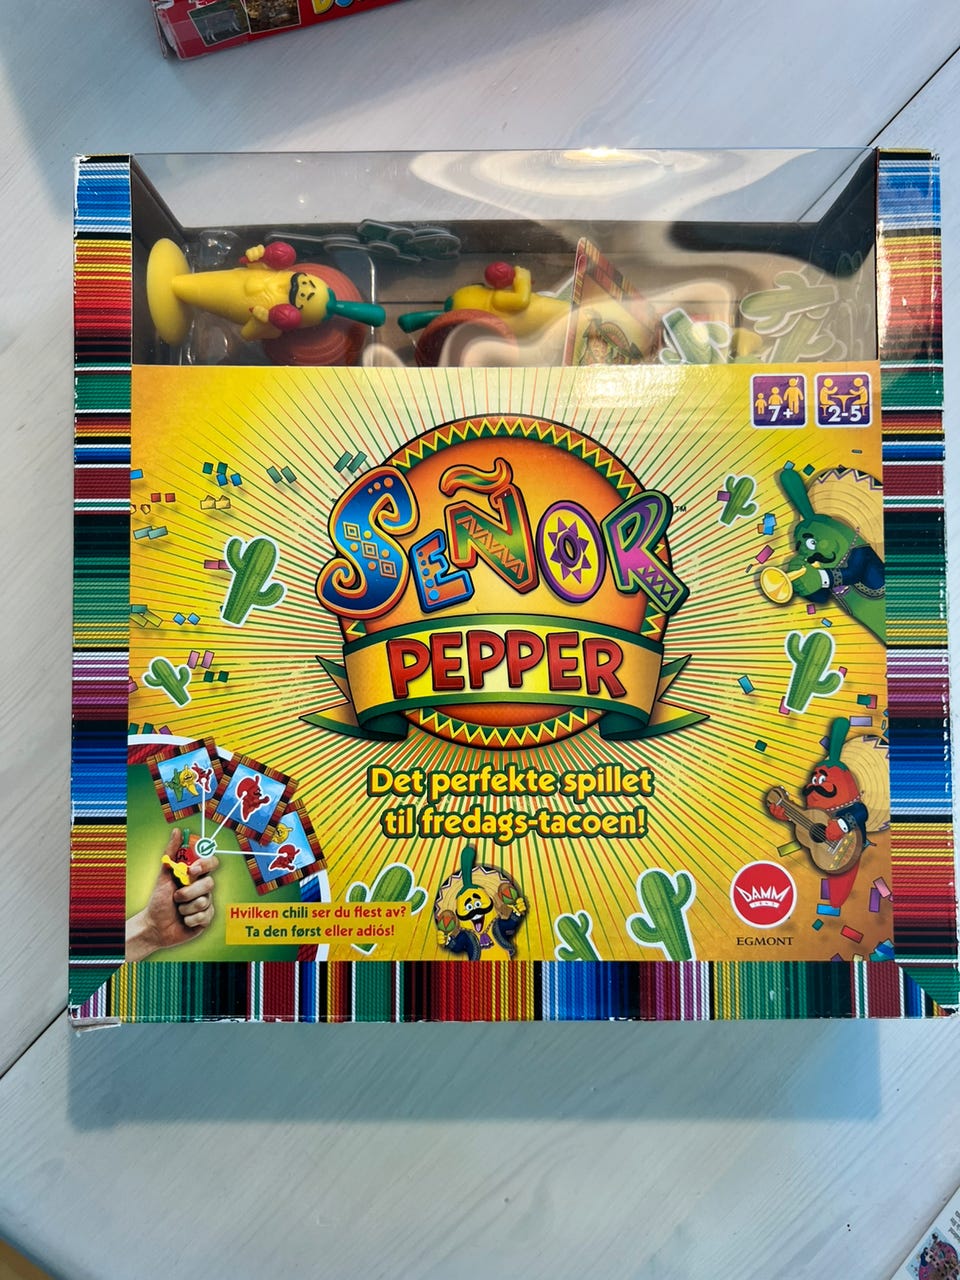 7+
2-5
SEÑOR™
PEPPER
Det perfekte spillet
til fredags-tacoen!
Hvilken chili ser du flest av?
Ta den først eller adiós!
DAMM
EGMONT